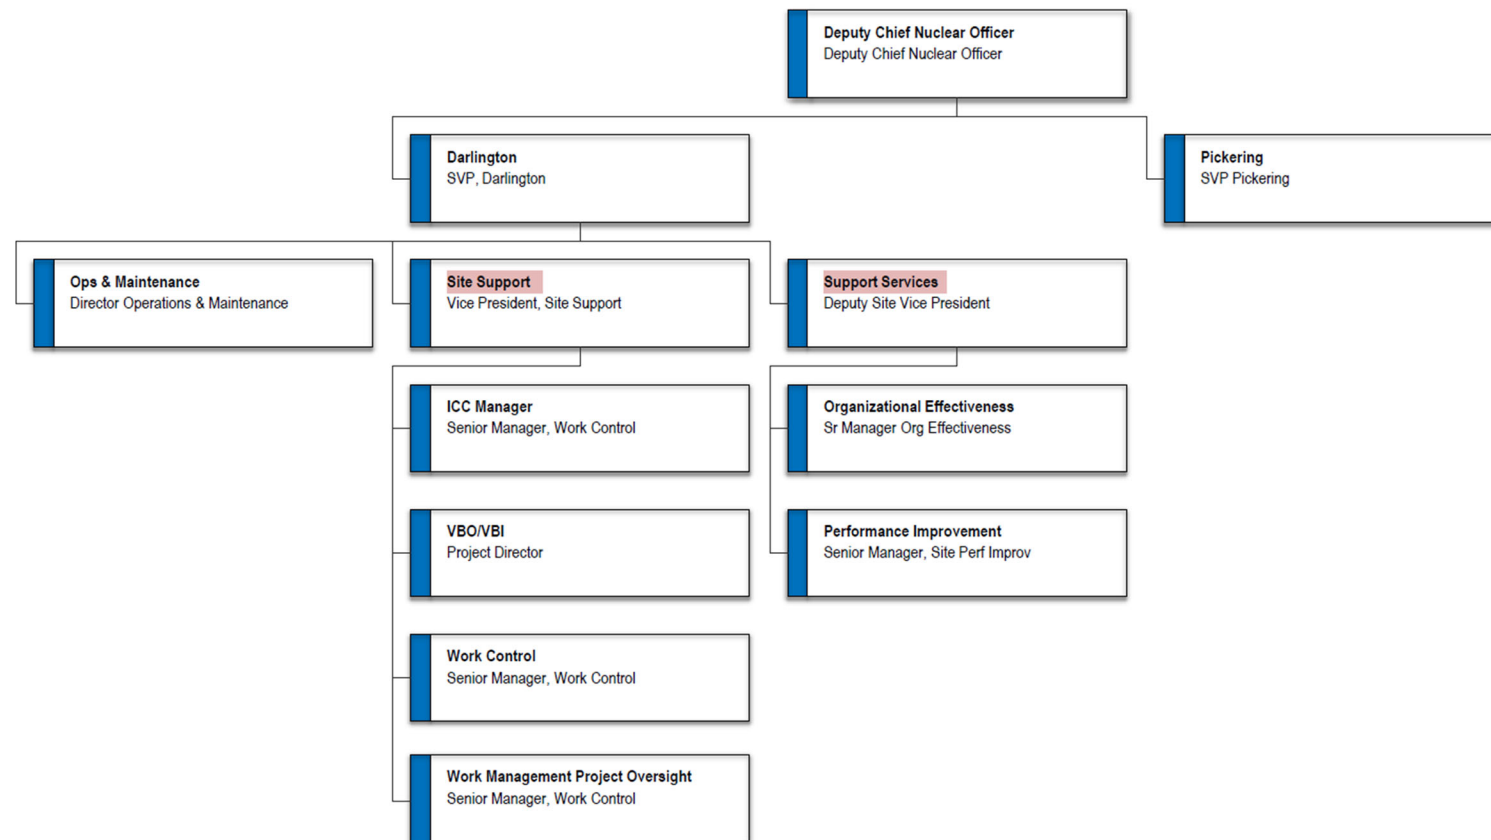 Deputy Chief Nuclear Officer
Deputy Chief Nuclear Officer
Darlington
SVP, Darlington
Pickering
SVP Pickering
Ops & Maintenance
Director Operations & Maintenance
Site Support
Vice President, Site Support
Support Services
Deputy Site Vice President
ICC Manager
Senior Manager, Work Control
Organizational Effectiveness
Sr Manager Org Effectiveness
VBO/VBI
Project Director
Performance Improvement
Senior Manager, Site Perf Improv
Work Control
Senior Manager, Work Control
Work Management Project Oversight
Senior Manager, Work Control